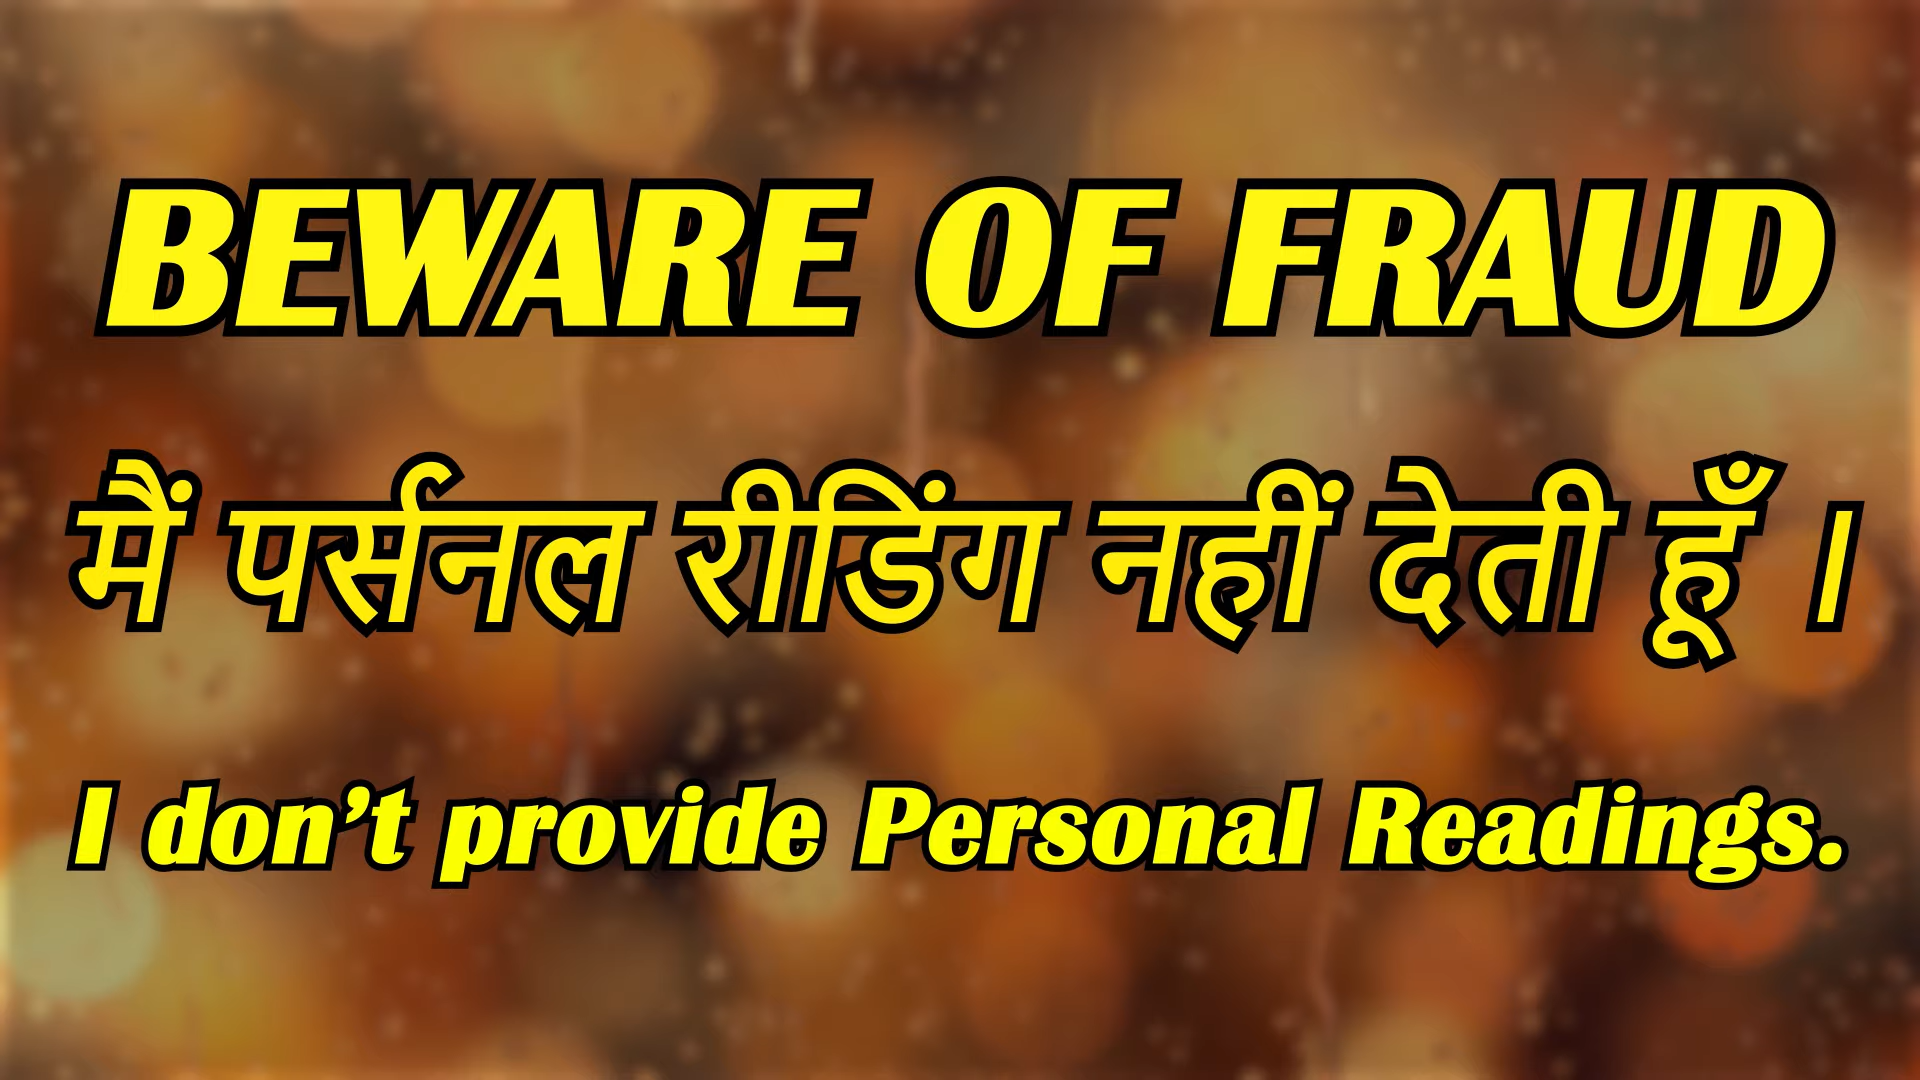 BEWARE OF FRAUD
मैं पर्सनल रीडिंग नहीं देती हूँ ।
I don’t provide Personal Readings.